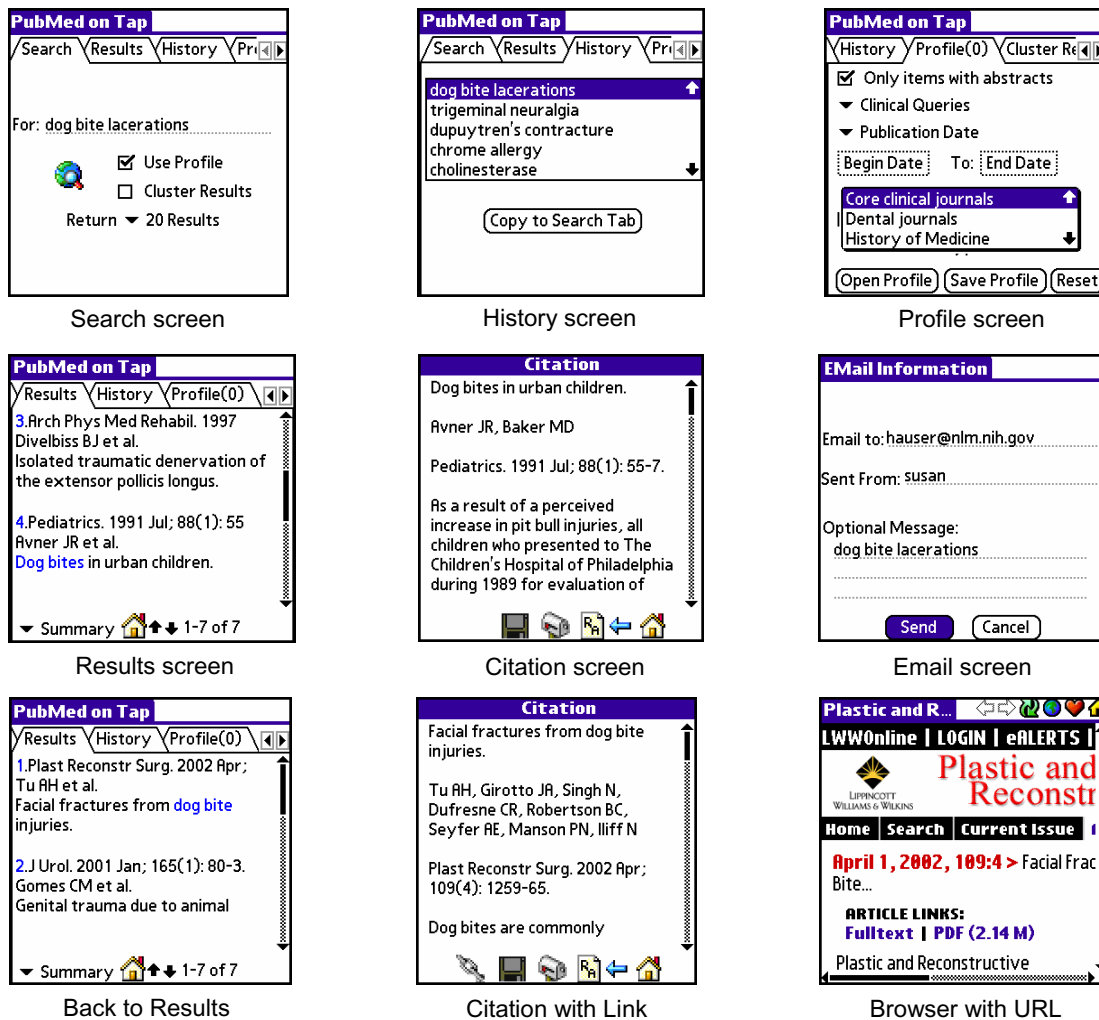 PubMed on Tap
Search Results History Pr
For: dog bite lacerations
Use Profile
Cluster Results
Return 20 Results
Search screen
PubMed on Tap
Search Results History Pr
dog bite lacerations
trigeminal neuralgia
dupuytren's contracture
chrome allergy
cholinesterase
Copy to Search Tab
History screen
PubMed on Tap
History Profile(0) Cluster Re
Only items with abstracts
Clinical Queries
Publication Date
Begin Date To: End Date
Core clinical journals
Dental journals
History of Medicine
Open Profile Save Profile Reset
Profile screen
PubMed on Tap
Results History Profile(0)
3.Arch Phys Med Rehabil. 1997
Divelbiss BJ et al.
Isolated traumatic denervation of
the extensor pollicis longus.
4.Pediatrics. 1991 Jul; 88(1): 55
Avner JR et al.
Dog bites in urban children.
Summary 1-7 of 7
Results screen
Citation
Dog bites in urban children.
Avner JR, Baker MD
Pediatrics. 1991 Jul; 88(1): 55-7.
As a result of a perceived
increase in pit bull injuries, all
children who presented to The
Children's Hospital of Philadelphia
during 1989 for evaluation of
Citation screen
EMail Information
Email to: hauser@nlm.nih.gov
Sent From: susan
Optional Message:
dog bite lacerations
Send Cancel
Email screen
PubMed on Tap
Results History Profile(0)
1.Plast Reconstr Surg. 2002 Apr;
Tu AH et al.
Facial fractures from dog bite
injuries.
2.J Urol. 2001 Jan; 165(1): 80-3.
Gomes CM et al.
Genital trauma due to animal
Summary 1-7 of 7
Back to Results
Citation
Facial fractures from dog bite
injuries.
Tu AH, Girotto JA, Singh N,
Dufresne CR, Robertson BC,
Seyfer AE, Manson PN, Iliff N
Plast Reconstr Surg. 2002 Apr;
109(4): 1259-65.
Dog bites are commonly
Citation with Link
Plastic and R...
LWWOnline | LOGIN | eALERTS |
LIPPINCOTT
WILLIAMS & WILKINS
Plastic and
Reconstr
Home Search Current Issue
April 1, 2002, 109:4 > Facial Frac
Bite...
ARTICLE LINKS:
Fulltext | PDF (2.14 M)
Plastic and Reconstructive
Browser with URL